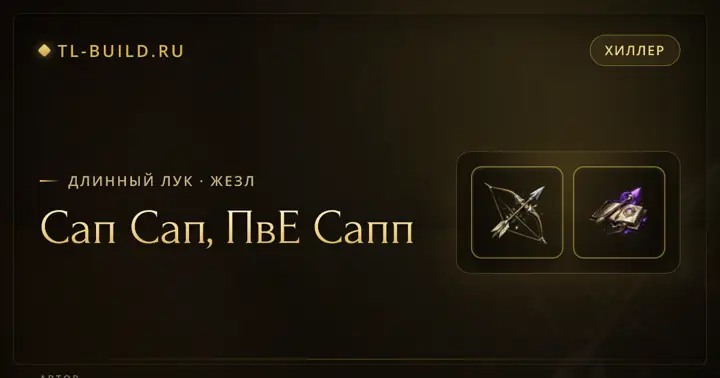 TL-BUILD.RU
ХИЛЛЕР
ДЛИННЫЙ ЛУК · ЖЕЗЛ
Сап Сап, ПвЕ Сапп